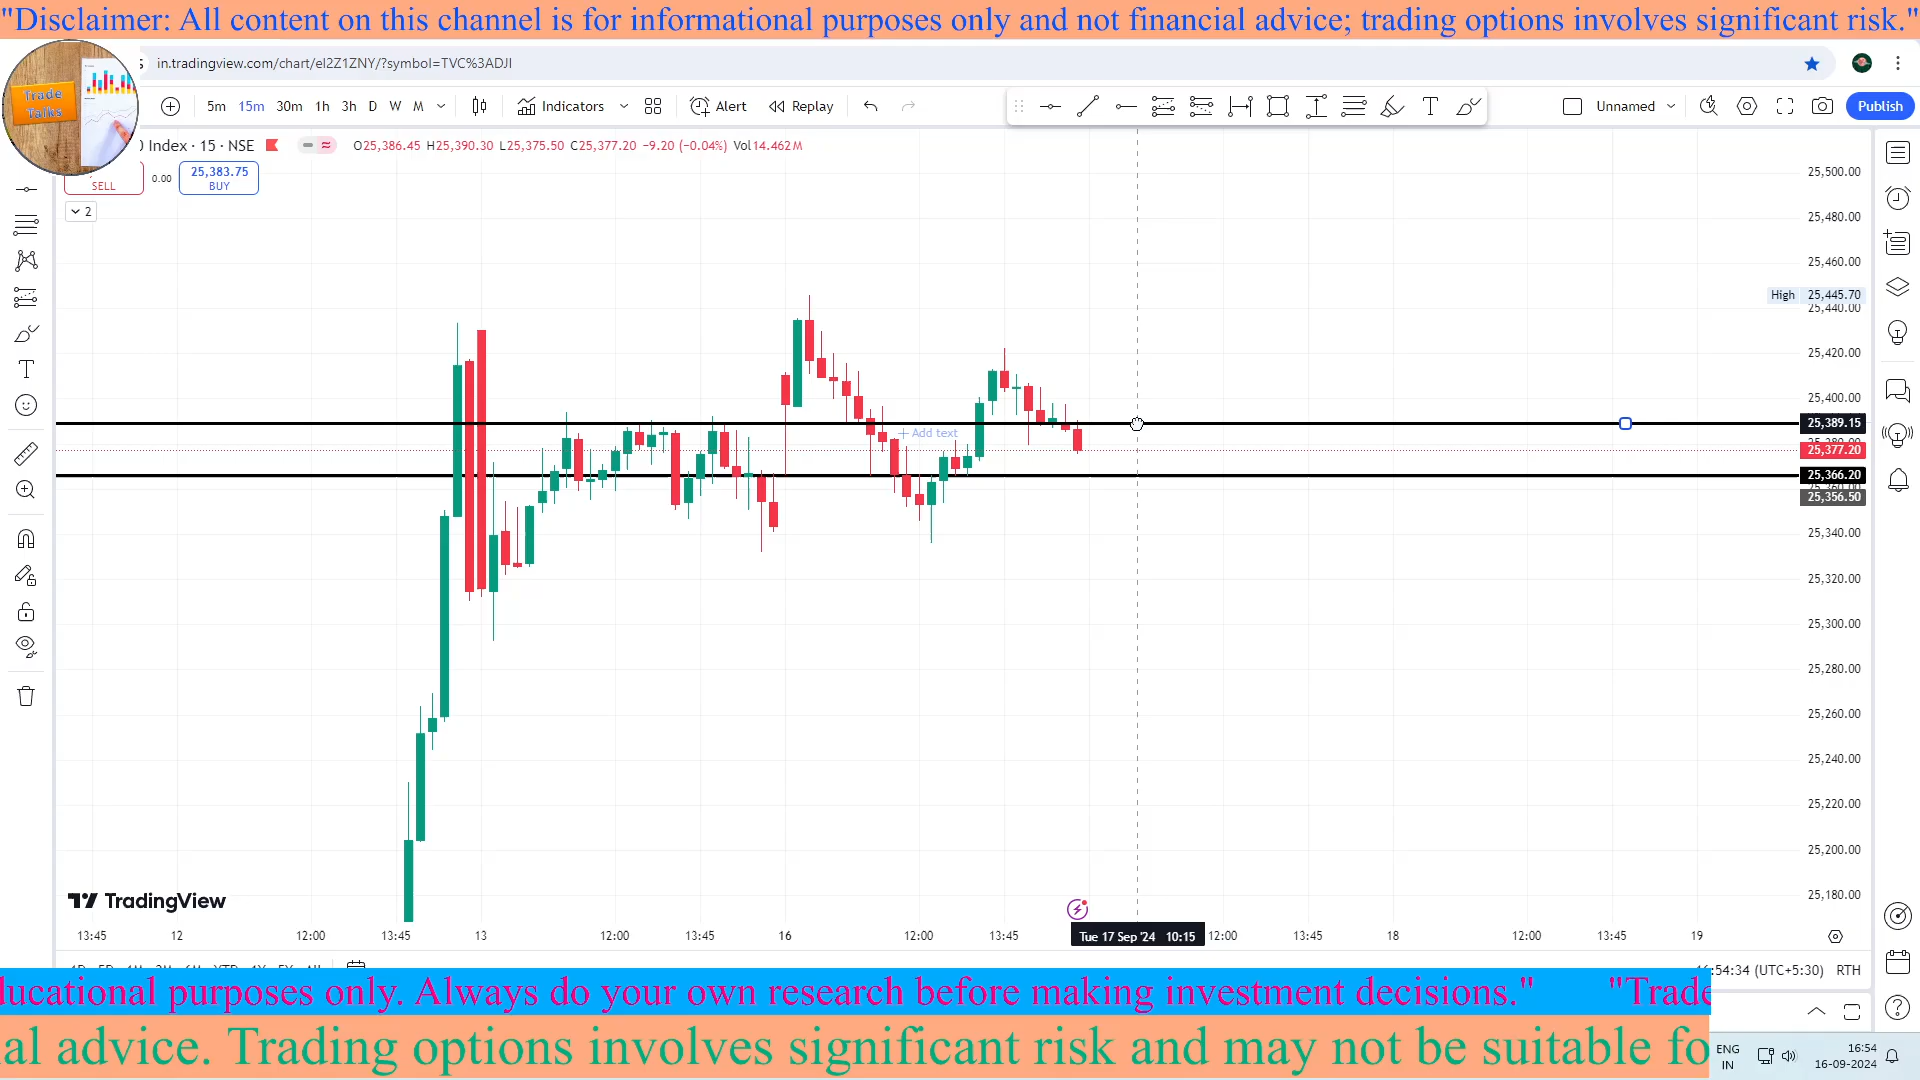 "Disclaimer: All content on this channel is for informational purposes only and not financial advice; trading options involves significant risk."
in.tradingview.com/chart/eI2Z1ZNY/?symbol=TVC%3ADJI
Trade Talks
5m 15m 30m 1h 3h D W M Indicators Alert Replay Unnamed Publish
Index · 15 · NSE O25,386.45 H25,390.30 L25,375.50 C25,377.20 −9.20 (−0.04%) Vol14.462M
SELL 0.00 25,383.75 BUY
2
25,500.00
25,480.00
25,460.00
High 25,445.70
25,440.00
25,420.00
25,400.00
25,389.15
+ Add text
25,377.20
25,366.20
25,356.50
25,340.00
25,320.00
25,300.00
25,280.00
25,260.00
25,240.00
25,220.00
25,200.00
25,180.00
TradingView
13:45 12 12:00 13:45 13 12:00 13:45 16 12:00 13:45 Tue 17 Sep '24 10:15 12:00 13:45 18 12:00 13:45 19
:54:34 (UTC+5:30) RTH
ducational purposes only. Always do your own research before making investment decisions." "Trade
al advice. Trading options involves significant risk and may not be suitable fo
ENG IN 16:54 16-09-2024